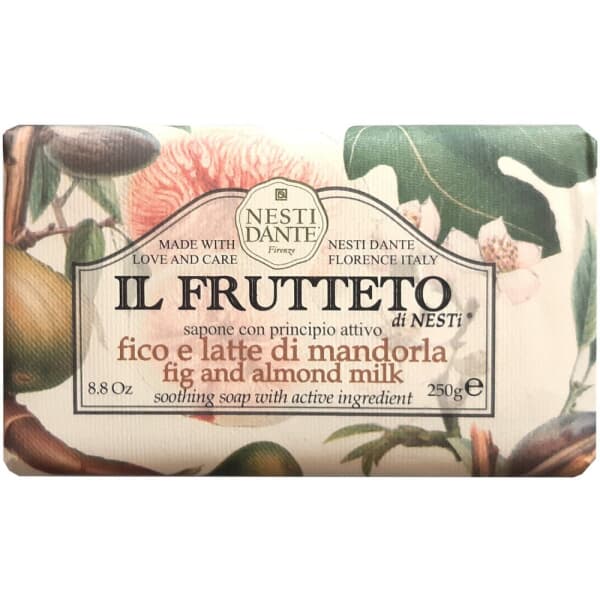 NESTI
DANTE
Firenze
MADE WITH
LOVE AND CARE
NESTI DANTE
FLORENCE ITALY
IL FRUTTETO
di NESTi®
sapone con principio attivo
fico e latte di mandorla
fig and almond milk
8.8 Oz
250g ℮
soothing soap with active ingredient